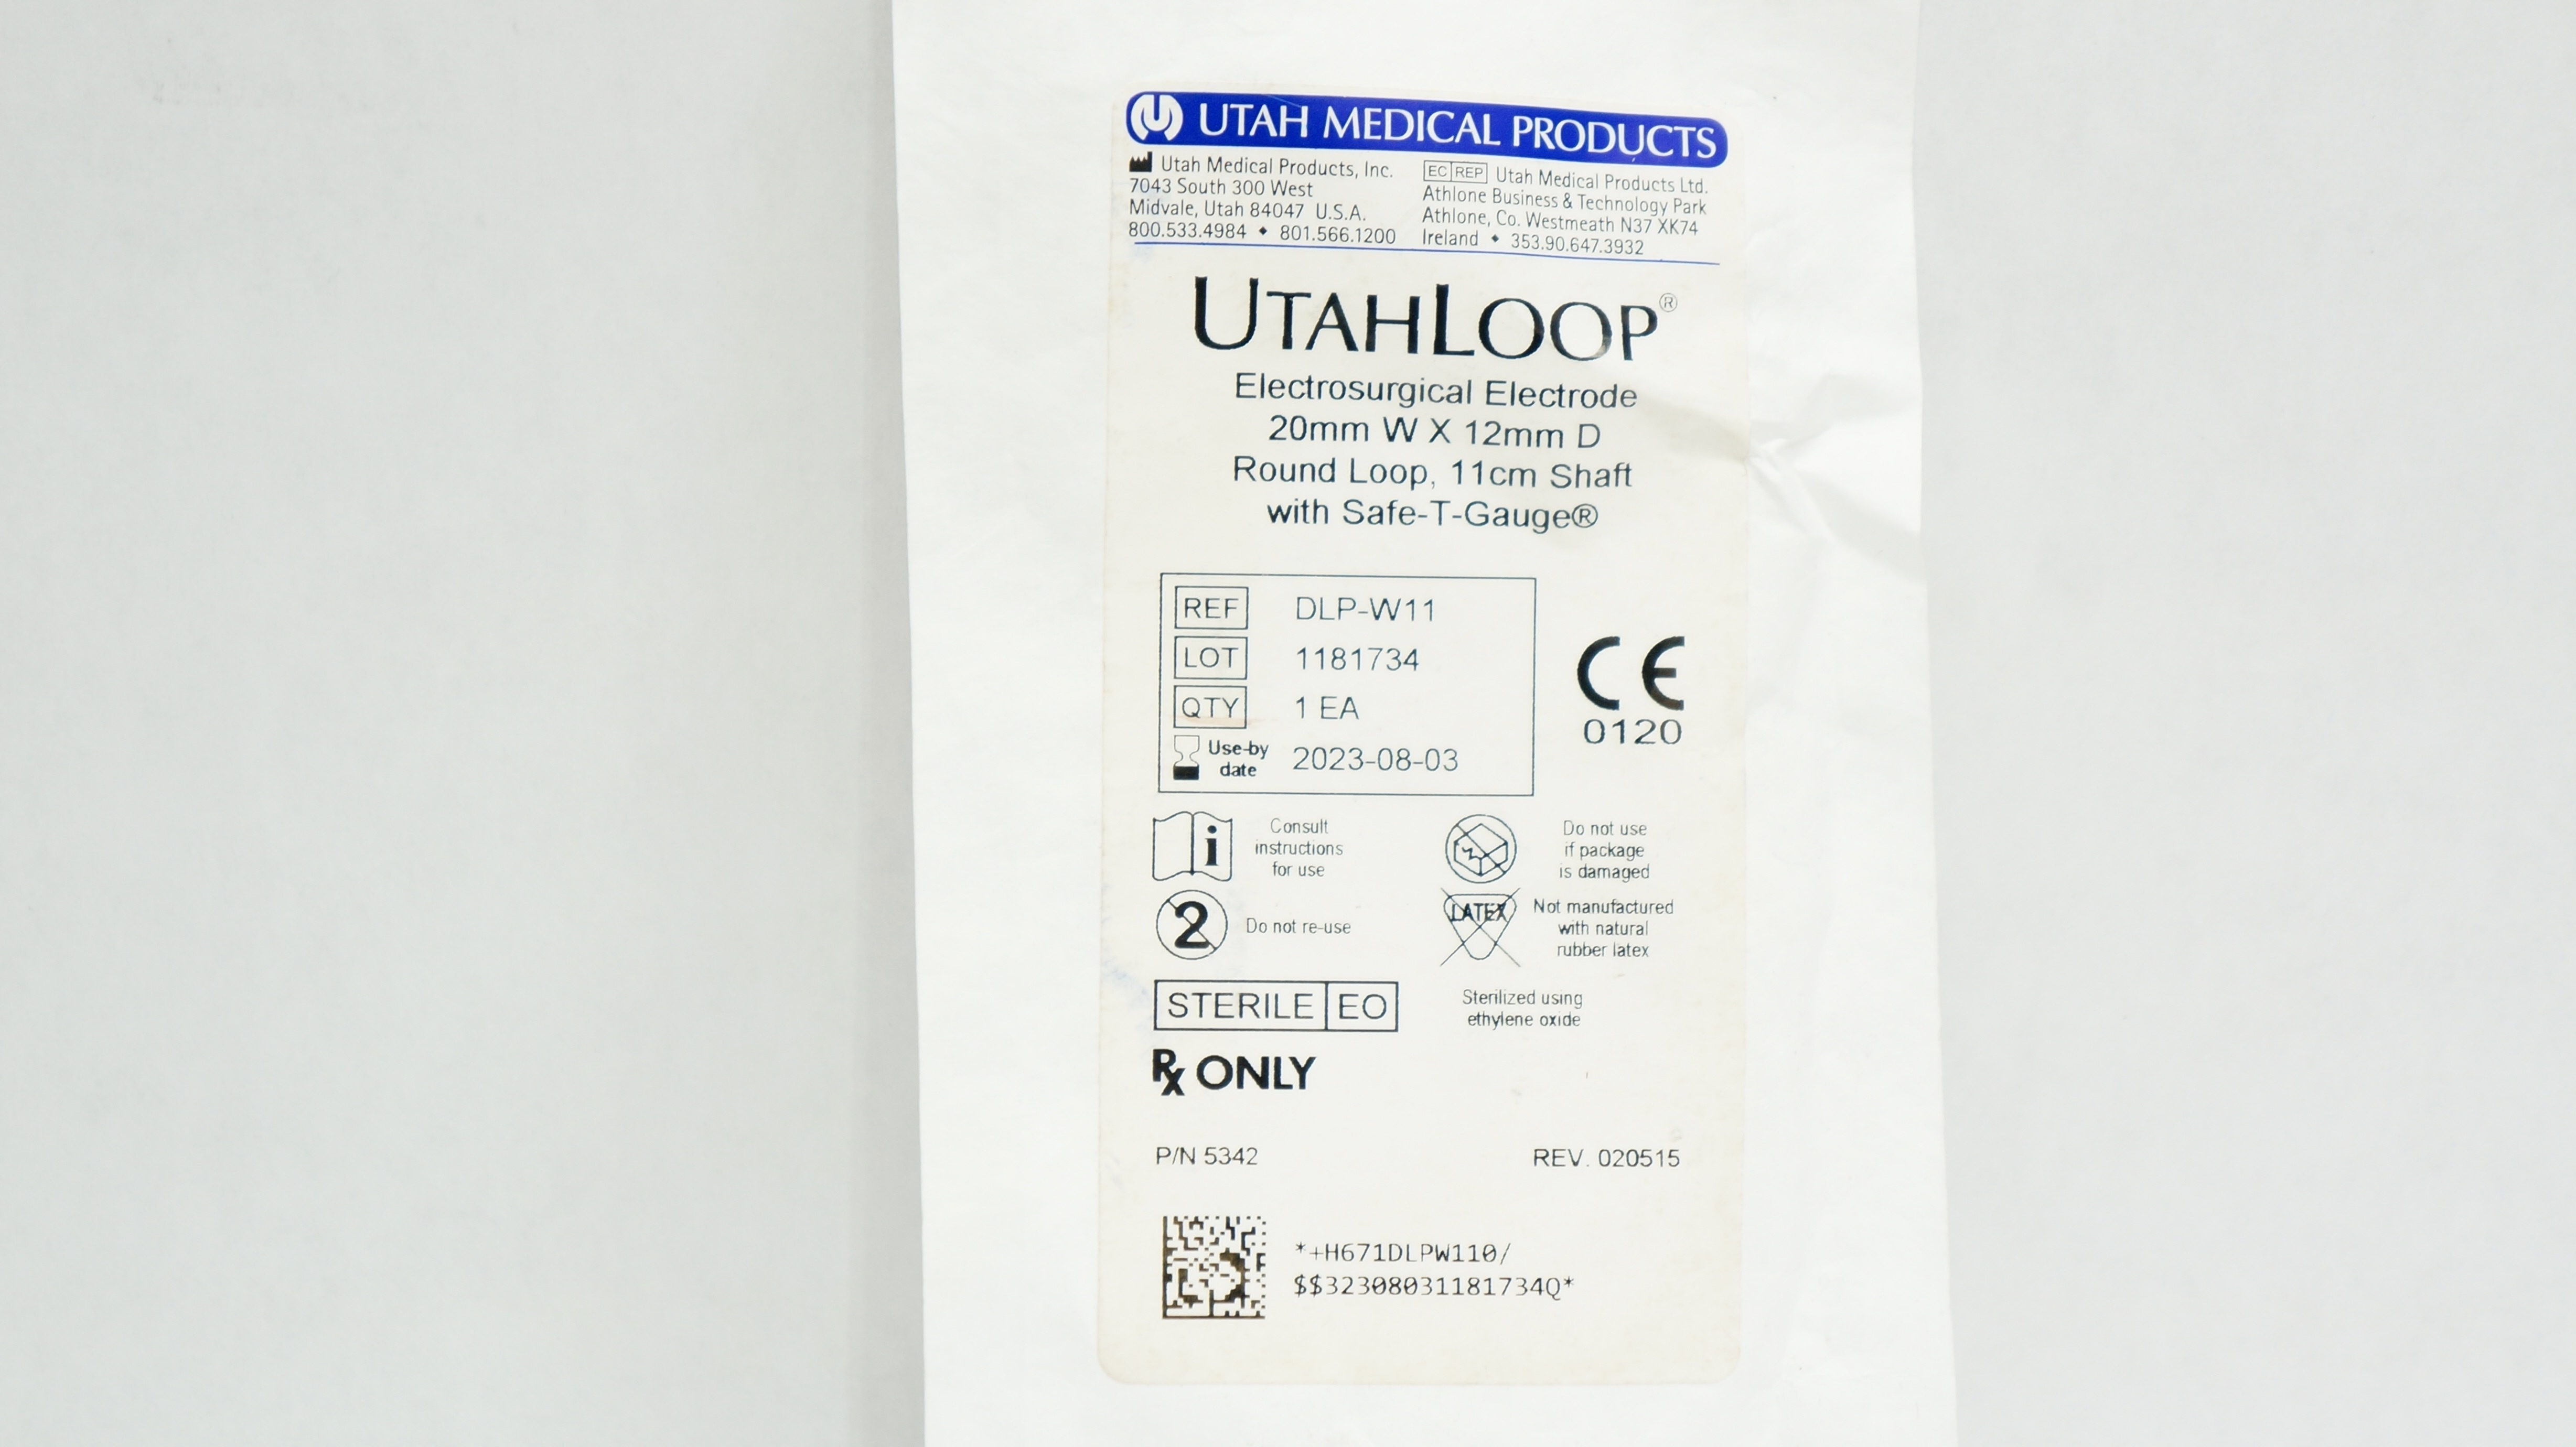 UTAH MEDICAL PRODUCTS
Utah Medical Products, Inc.
7043 South 300 West
Midvale, Utah 84047 U.S.A.
800.533.4984 ◆ 801.566.1200
EC REP Utah Medical Products Ltd.
Athlone Business & Technology Park
Athlone, Co. Westmeath N37 XK74
Ireland ◆ 353.90.647.3932
UTAHLOOP®
Electrosurgical Electrode
20mm W X 12mm D
Round Loop, 11cm Shaft
with Safe-T-Gauge®
REF DLP-W11
LOT 1181734
QTY 1 EA
Use-by
date 2023-08-03
CE
0120
Consult
instructions
for use
Do not use
if package
is damaged
2 Do not re-use
LATEX
Not manufactured
with natural
rubber latex
STERILE EO
Sterilized using
ethylene oxide
Rx ONLY
P/N 5342 REV. 020515
*+H671DLPW110/
$$32308031181734Q*